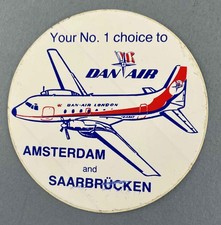 Your No. 1 choice to
DAN AIR
DAN-AIR LONDON
AMSTERDAM
and
SAARBRÜCKEN